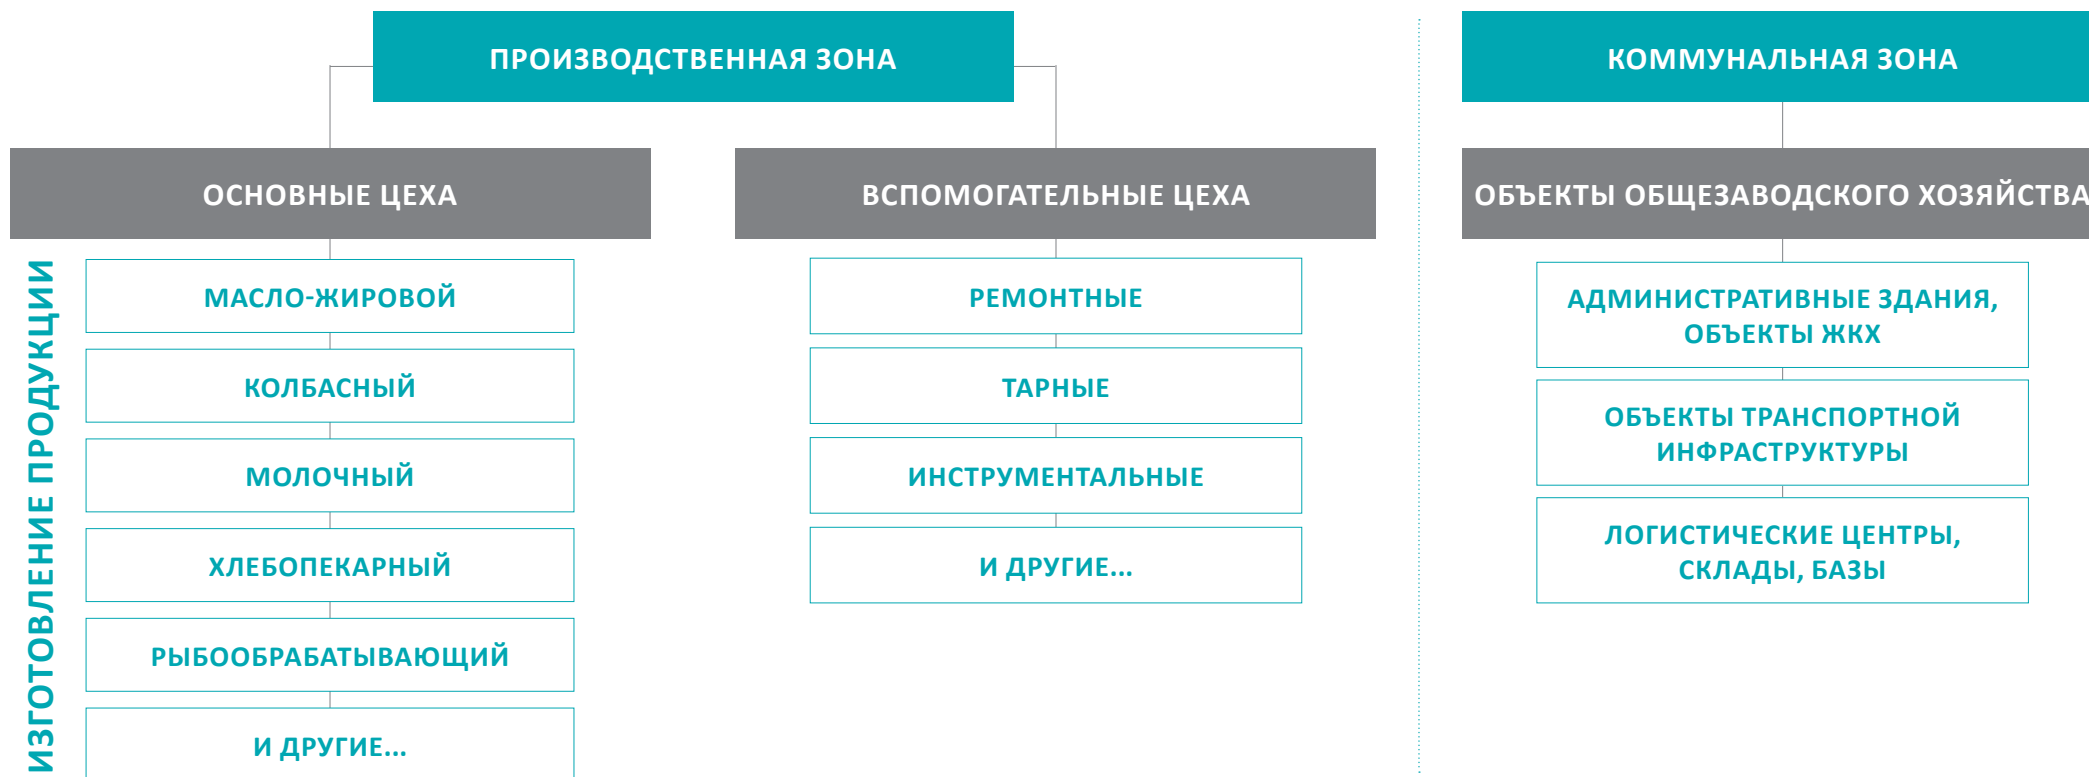 ПРОИЗВОДСТВЕННАЯ ЗОНА
КОММУНАЛЬНАЯ ЗОНА
ОСНОВНЫЕ ЦЕХА
ВСПОМОГАТЕЛЬНЫЕ ЦЕХА
ОБЪЕКТЫ ОБЩЕЗАВОДСКОГО ХОЗЯЙСТВА
ИЗГОТОВЛЕНИЕ ПРОДУКЦИИ
МАСЛО-ЖИРОВОЙ
КОЛБАСНЫЙ
МОЛОЧНЫЙ
ХЛЕБОПЕКАРНЫЙ
РЫБООБРАБАТЫВАЮЩИЙ
И ДРУГИЕ...
РЕМОНТНЫЕ
ТАРНЫЕ
ИНСТРУМЕНТАЛЬНЫЕ
И ДРУГИЕ...
АДМИНИСТРАТИВНЫЕ ЗДАНИЯ,
ОБЪЕКТЫ ЖКХ
ОБЪЕКТЫ ТРАНСПОРТНОЙ
ИНФРАСТРУКТУРЫ
ЛОГИСТИЧЕСКИЕ ЦЕНТРЫ,
СКЛАДЫ, БАЗЫ